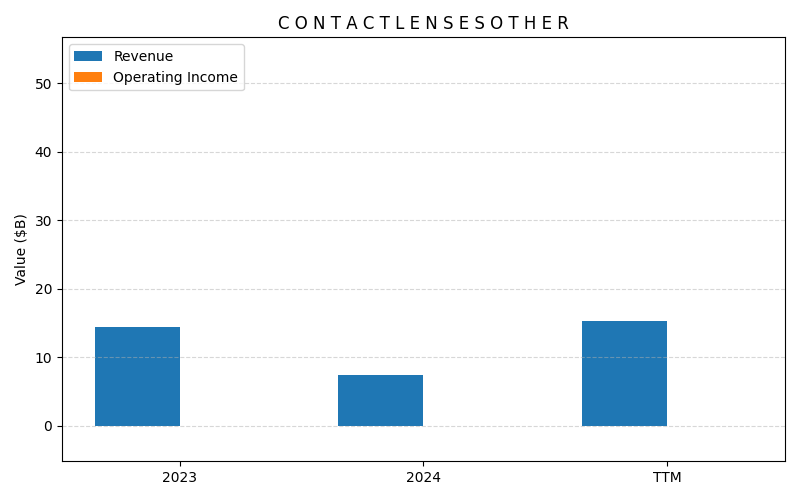 C O N T A C T L E N S E S O T H E R
Revenue
Operating Income
Value ($B)
50
40
30
20
10
0
2023 2024 TTM